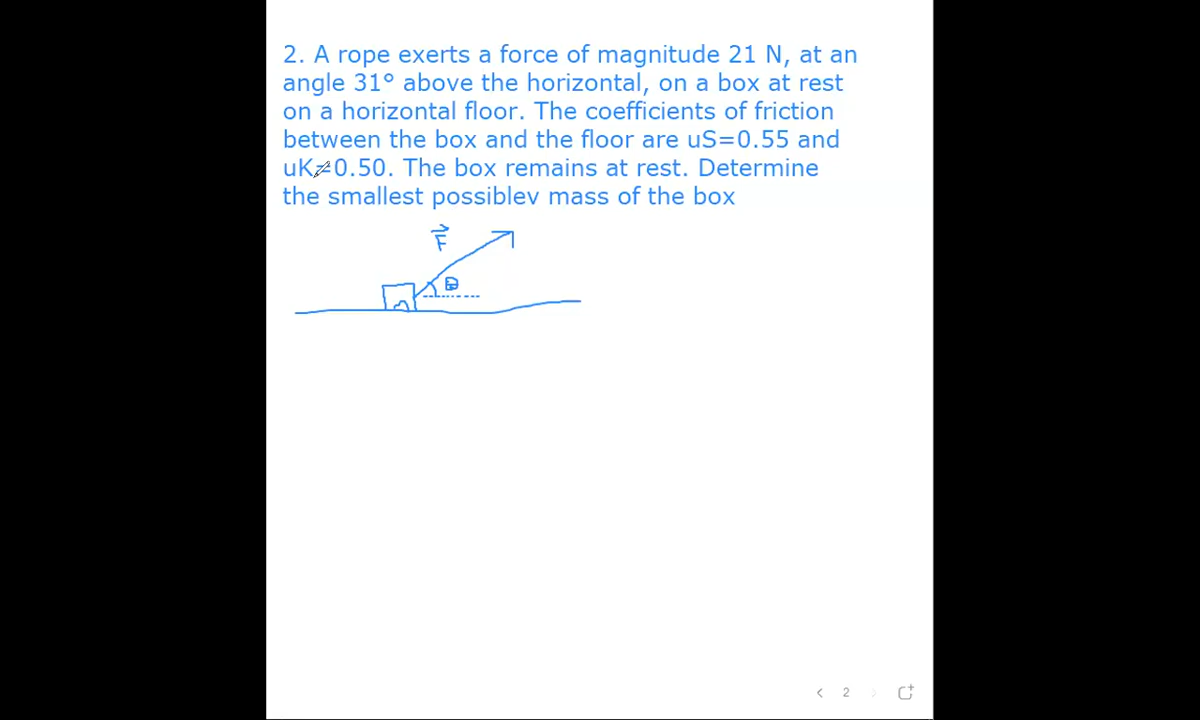 2. A rope exerts a force of magnitude 21 N, at an
angle 31° above the horizontal, on a box at rest
on a horizontal floor. The coefficients of friction
between the box and the floor are uS=0.55 and
uK=0.50. The box remains at rest. Determine
the smallest possiblev mass of the box
F⃗
θ
2